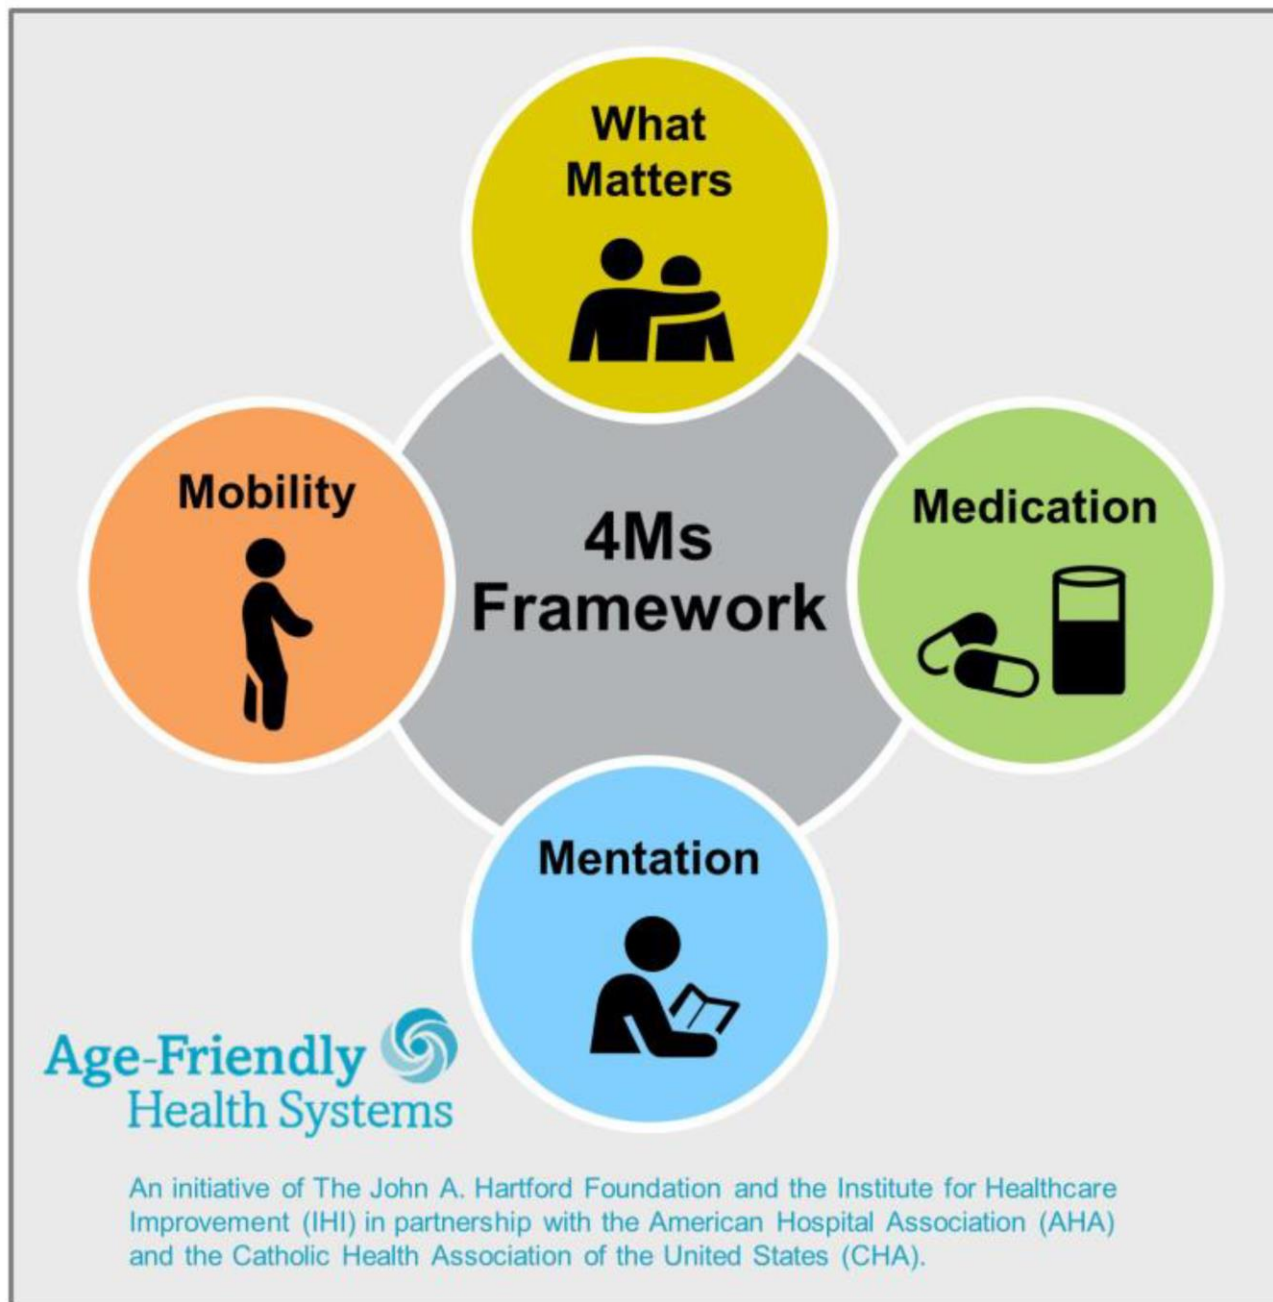 What
Matters
Mobility
Medication
4Ms
Framework
Mentation
Age-Friendly
Health Systems
An initiative of The John A. Hartford Foundation and the Institute for Healthcare
Improvement (IHI) in partnership with the American Hospital Association (AHA)
and the Catholic Health Association of the United States (CHA).